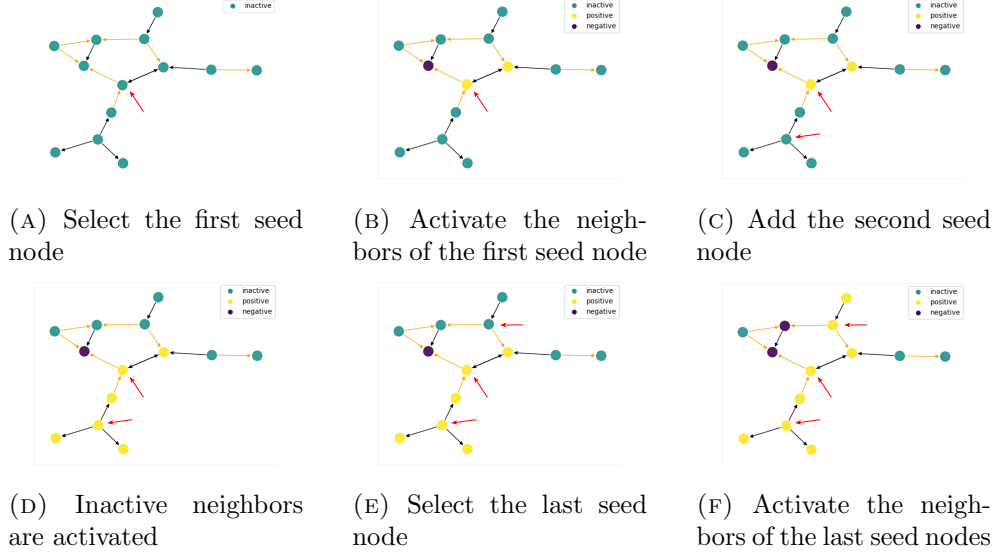 inactive
inactive
positive
negative
inactive
positive
negative
(A) Select the first seed
node
(B) Activate the neigh-
bors of the first seed node
(C) Add the second seed
node
inactive
positive
negative
inactive
positive
negative
inactive
positive
negative
(D) Inactive neighbors
are activated
(E) Select the last seed
node
(F) Activate the neigh-
bors of the last seed nodes